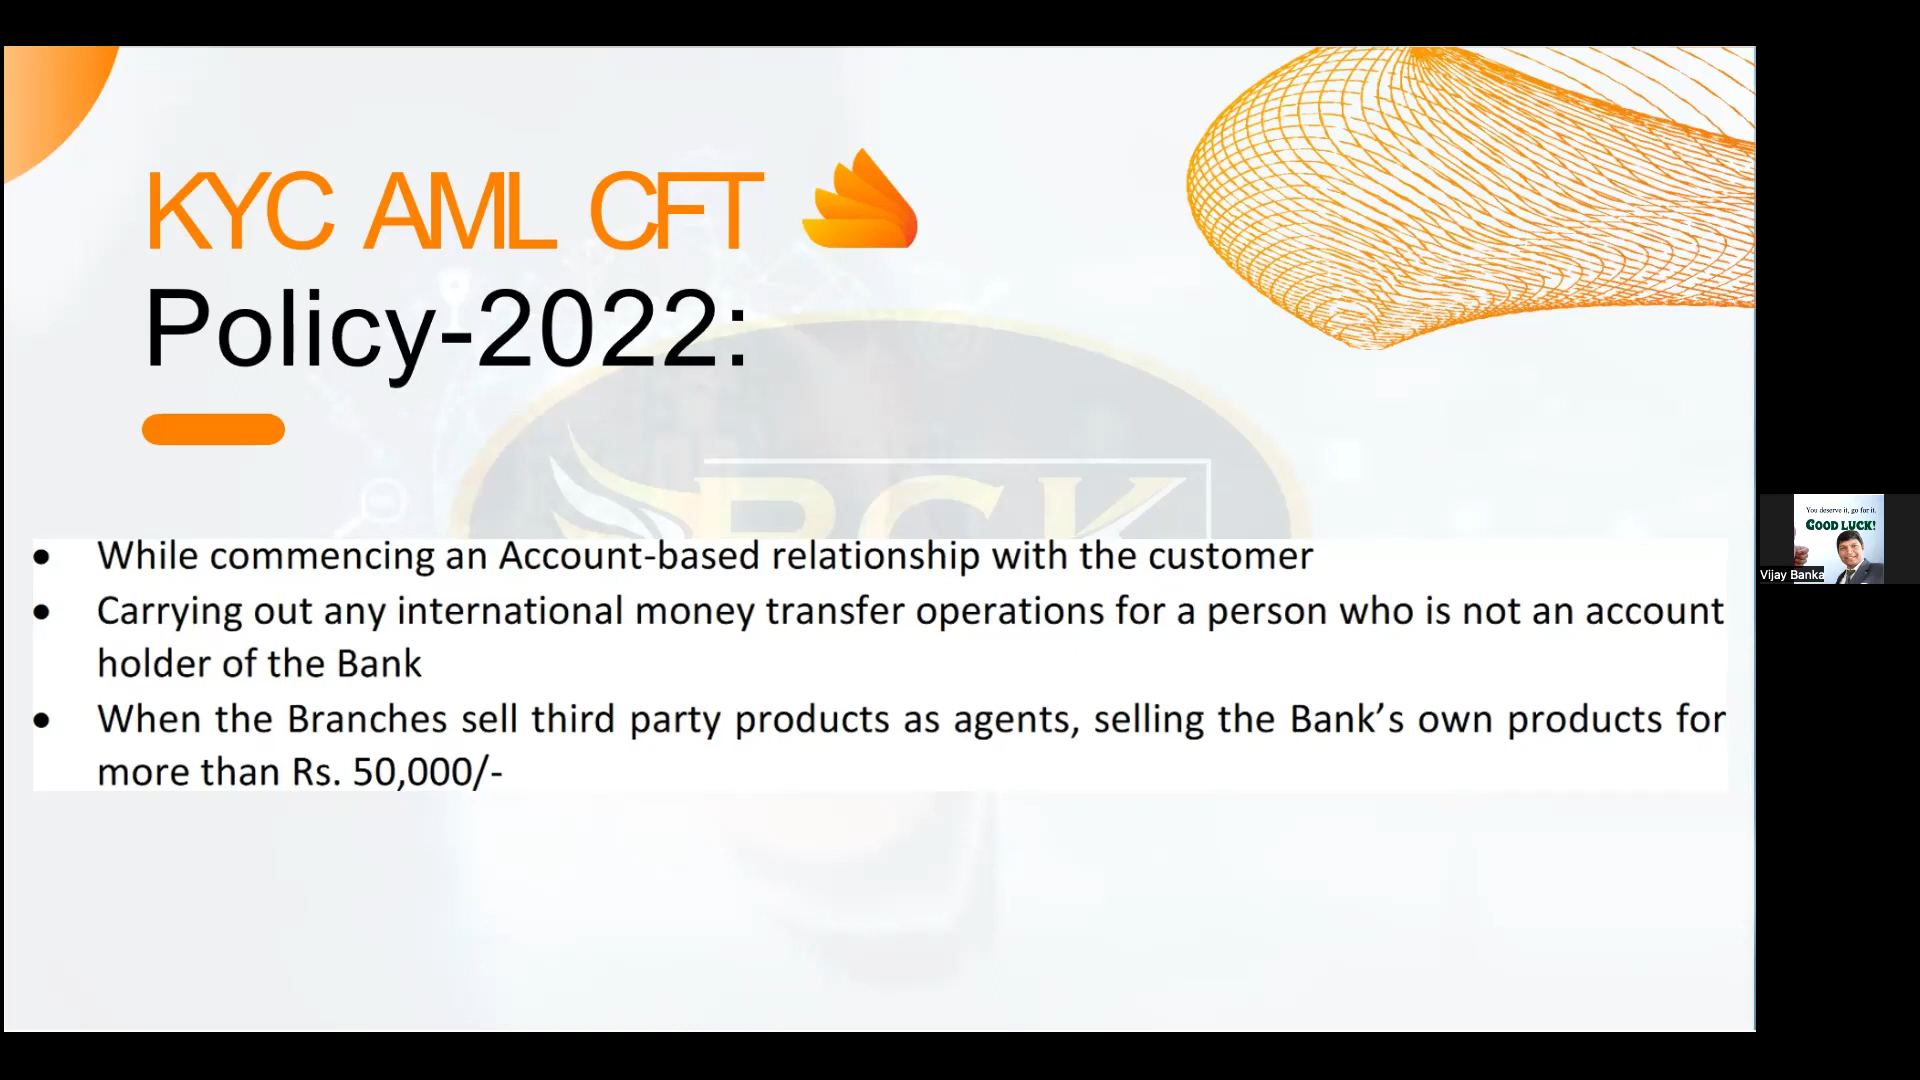 KYC AML CFT
Policy-2022:
BGK
• While commencing an Account-based relationship with the customer
• Carrying out any international money transfer operations for a person who is not an account
holder of the Bank
• When the Branches sell third party products as agents, selling the Bank’s own products for
more than Rs. 50,000/-
You deserve it, go for it.
GOOD LUCK!
Vijay Banka